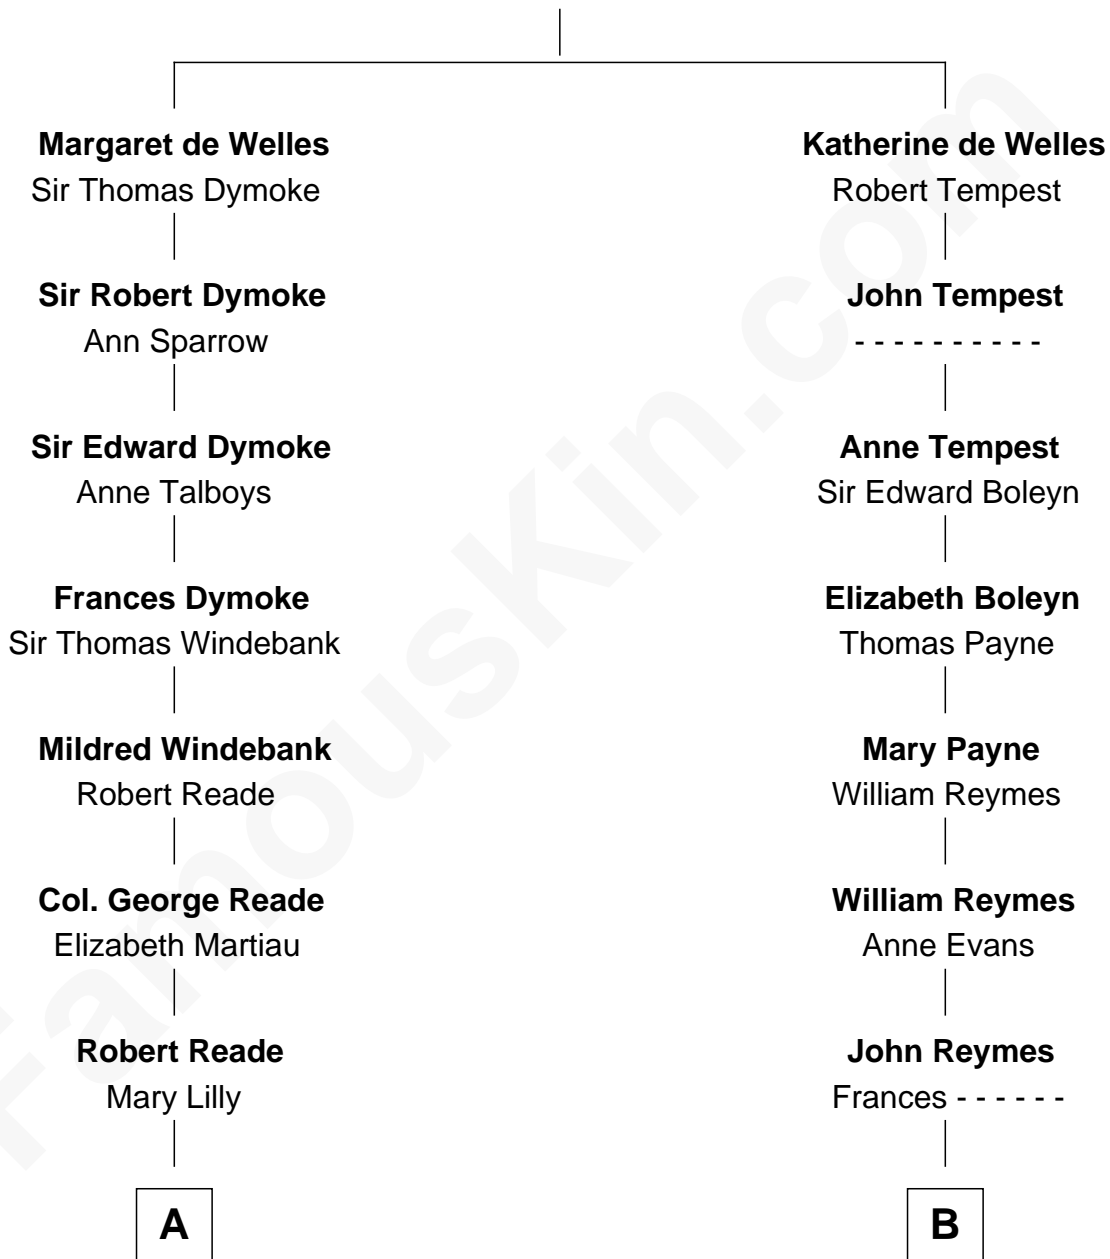 Margaret de Welles
Sir Thomas Dymoke
Sir Robert Dymoke
Ann Sparrow
Sir Edward Dymoke
Anne Talboys
Frances Dymoke
Sir Thomas Windebank
Mildred Windebank
Robert Reade
Col. George Reade
Elizabeth Martiau
Robert Reade
Mary Lilly
A
Katherine de Welles
Robert Tempest
John Tempest
- - - - - - - - - -
Anne Tempest
Sir Edward Boleyn
Elizabeth Boleyn
Thomas Payne
Mary Payne
William Reymes
William Reymes
Anne Evans
John Reymes
Frances - - - - - -
B
FamousKin.com